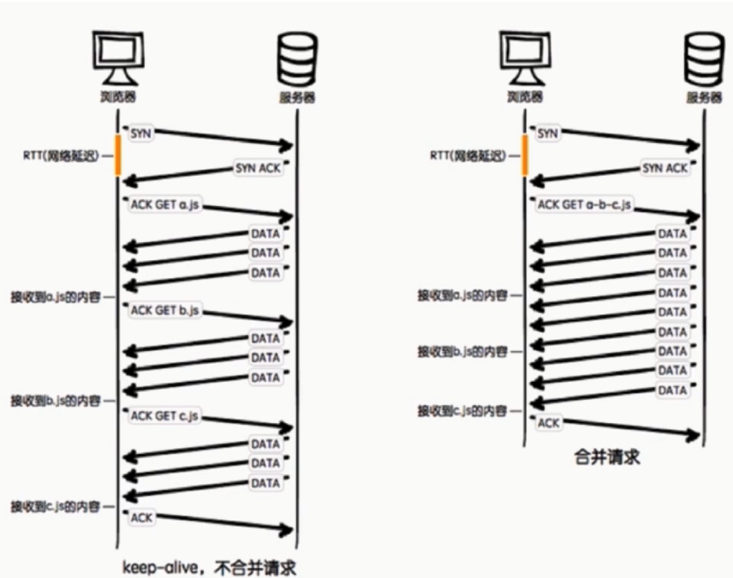 浏览器
服务器
SYN
RTT(网络延迟)
SYN ACK
ACK GET a.js
DATA
DATA
DATA
接收到a.js的内容
ACK GET b.js
DATA
DATA
DATA
接收到b.js的内容
ACK GET c.js
DATA
DATA
DATA
接收到c.js的内容
ACK
keep-alive，不合并请求
浏览器
服务器
SYN
RTT(网络延迟)
SYN ACK
ACK GET a-b-c.js
DATA
DATA
DATA
接收到a.js的内容
DATA
DATA
DATA
接收到b.js的内容
DATA
DATA
DATA
接收到c.js的内容
ACK
合并请求